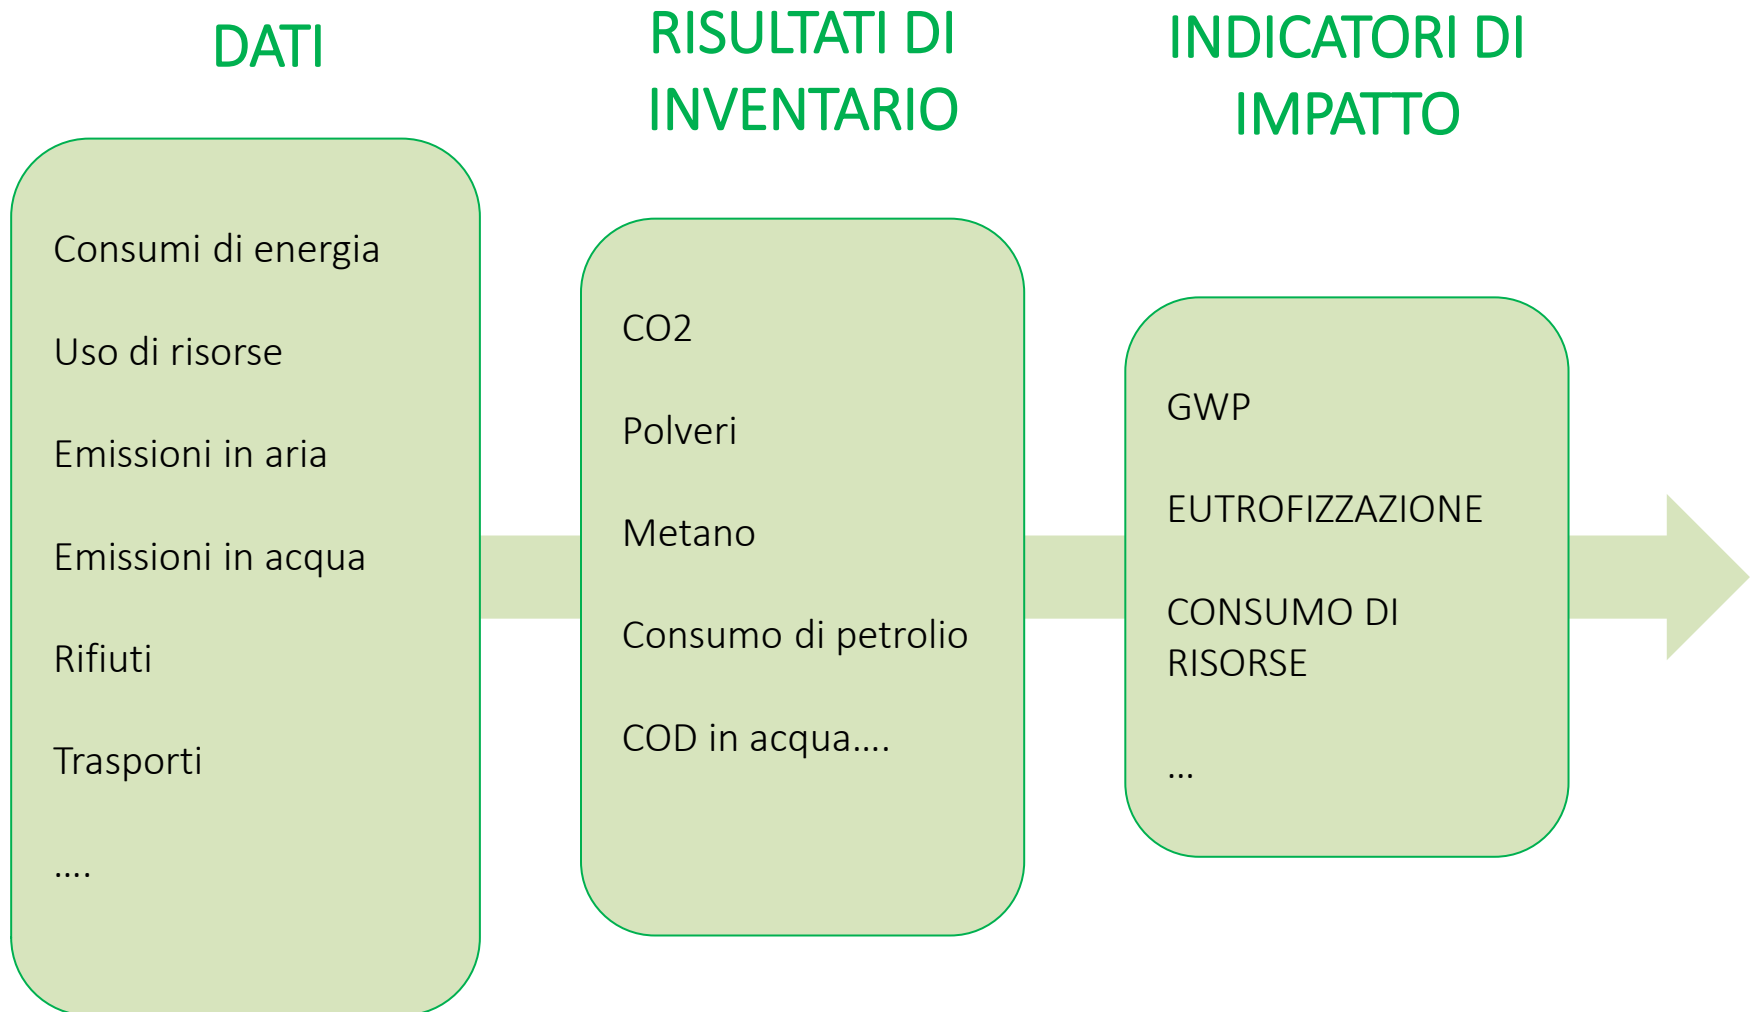 DATI
Consumi di energia
Uso di risorse
Emissioni in aria
Emissioni in acqua
Rifiuti
Trasporti
....
RISULTATI DI
INVENTARIO
CO2
Polveri
Metano
Consumo di petrolio
COD in acqua....
INDICATORI DI
IMPATTO
GWP
EUTROFIZZAZIONE
CONSUMO DI
RISORSE
...